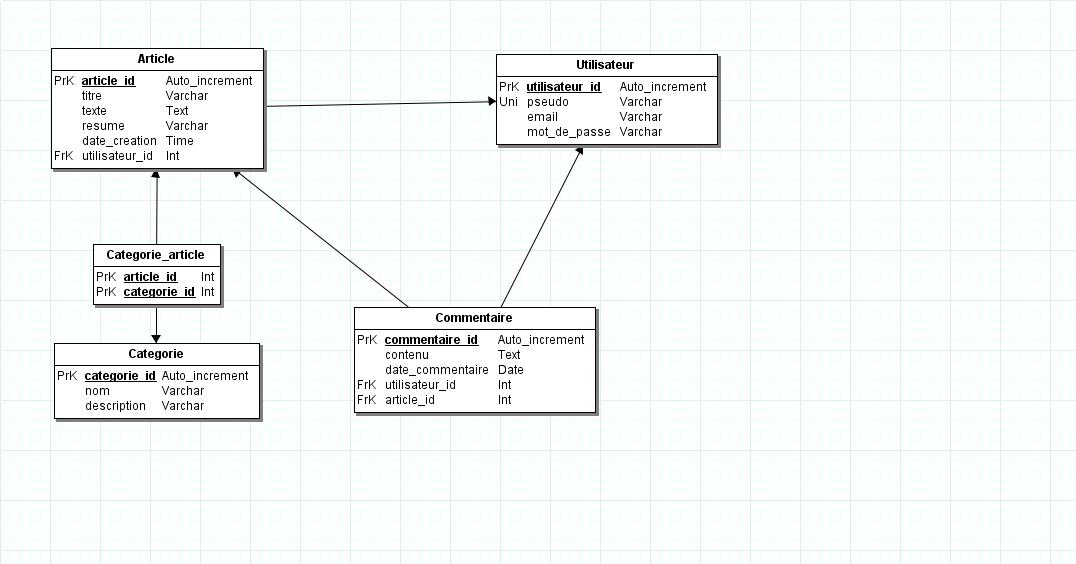 Article
PrK article_id Auto_increment
titre Varchar
texte Text
resume Varchar
date_creation Time
FrK utilisateur_id Int
Utilisateur
PrK utilisateur_id Auto_increment
Uni pseudo Varchar
email Varchar
mot_de_passe Varchar
Categorie_article
PrK article_id Int
PrK categorie_id Int
Commentaire
PrK commentaire_id Auto_increment
contenu Text
date_commentaire Date
FrK utilisateur_id Int
FrK article_id Int
Categorie
PrK categorie_id Auto_increment
nom Varchar
description Varchar